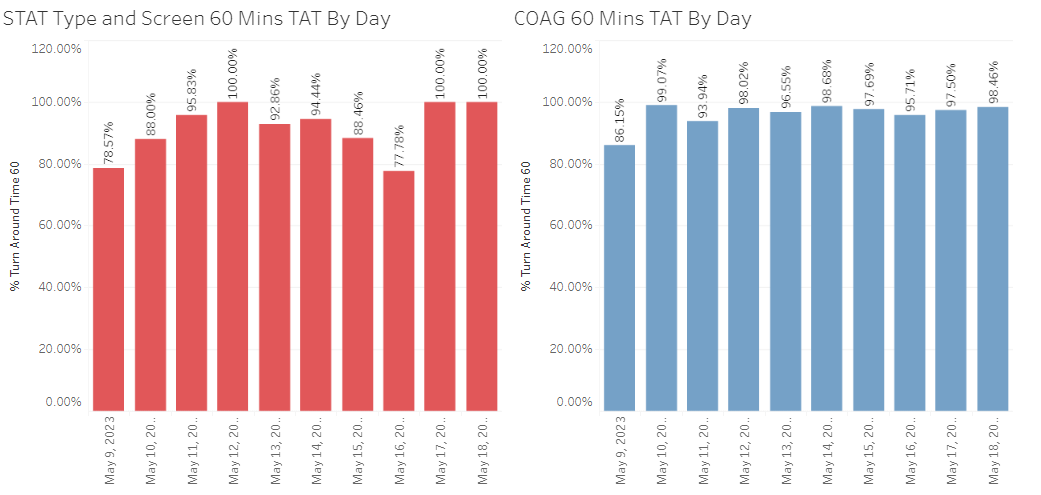 STAT Type and Screen 60 Mins TAT By Day
% Turn Around Time 60
120.00%
100.00%
80.00%
60.00%
40.00%
20.00%
0.00%
78.57%
88.00%
95.83%
100.00%
92.86%
94.44%
88.46%
77.78%
100.00%
100.00%
May 9, 2023
May 10, 20..
May 11, 20..
May 12, 20..
May 13, 20..
May 14, 20..
May 15, 20..
May 16, 20..
May 17, 20..
May 18, 20..
COAG 60 Mins TAT By Day
% Turn Around Time 60
120.00%
100.00%
80.00%
60.00%
40.00%
20.00%
0.00%
86.15%
99.07%
93.94%
98.02%
96.55%
98.68%
97.69%
95.71%
97.50%
98.46%
May 9, 2023
May 10, 20..
May 11, 20..
May 12, 20..
May 13, 20..
May 14, 20..
May 15, 20..
May 16, 20..
May 17, 20..
May 18, 20..